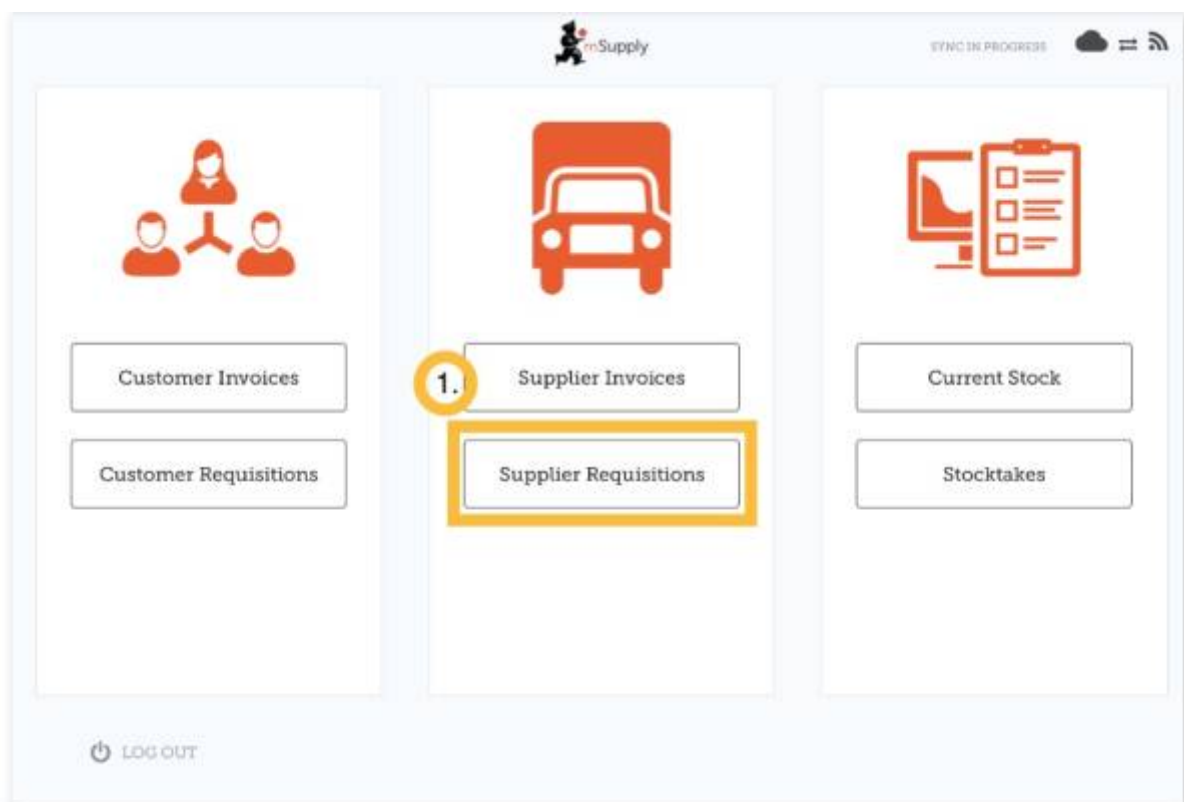 mSupply
SYNC IN PROGRESS
Customer Invoices
Customer Requisitions
1.
Supplier Invoices
Supplier Requisitions
Current Stock
Stocktakes
LOG OUT